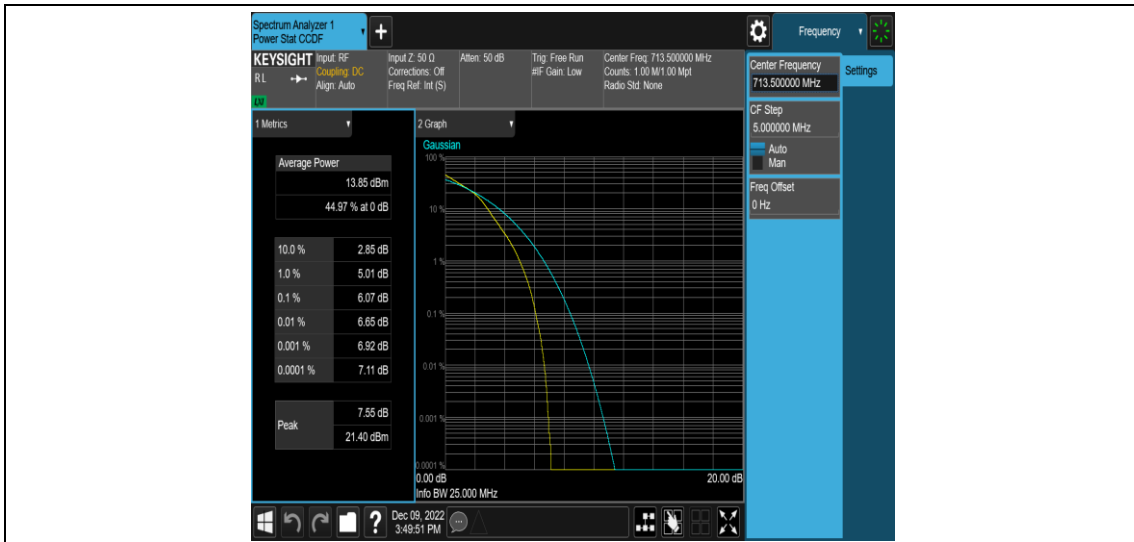 Spectrum Analyzer 1
Power Stat CCDF
Frequency
KEYSIGHT
Input: RF
Coupling: DC
Align: Auto
Input Z: 50 Ω
Corrections: Off
Freq Ref: Int (S)
Atten: 50 dB
Trig: Free Run
#IF Gain: Low
Center Freq: 713.500000 MHz
Counts: 1.00 M/1.00 Mpt
Radio Std: None
RL
LXI
Center Frequency
713.500000 MHz
Settings
CF Step
5.000000 MHz
Auto
Man
Freq Offset
0 Hz
1 Metrics
Average Power
13.85 dBm
44.97 % at 0 dB
10.0 % 2.85 dB
1.0 % 5.01 dB
0.1 % 6.07 dB
0.01 % 6.65 dB
0.001 % 6.92 dB
0.0001 % 7.11 dB
Peak
7.55 dB
21.40 dBm
2 Graph
Gaussian
100 %
10 %
1 %
0.1 %
0.01 %
0.001 %
0.0001 %
0.00 dB 20.00 dB
Info BW 25.000 MHz
?
Dec 09, 2022
3:49:51 PM